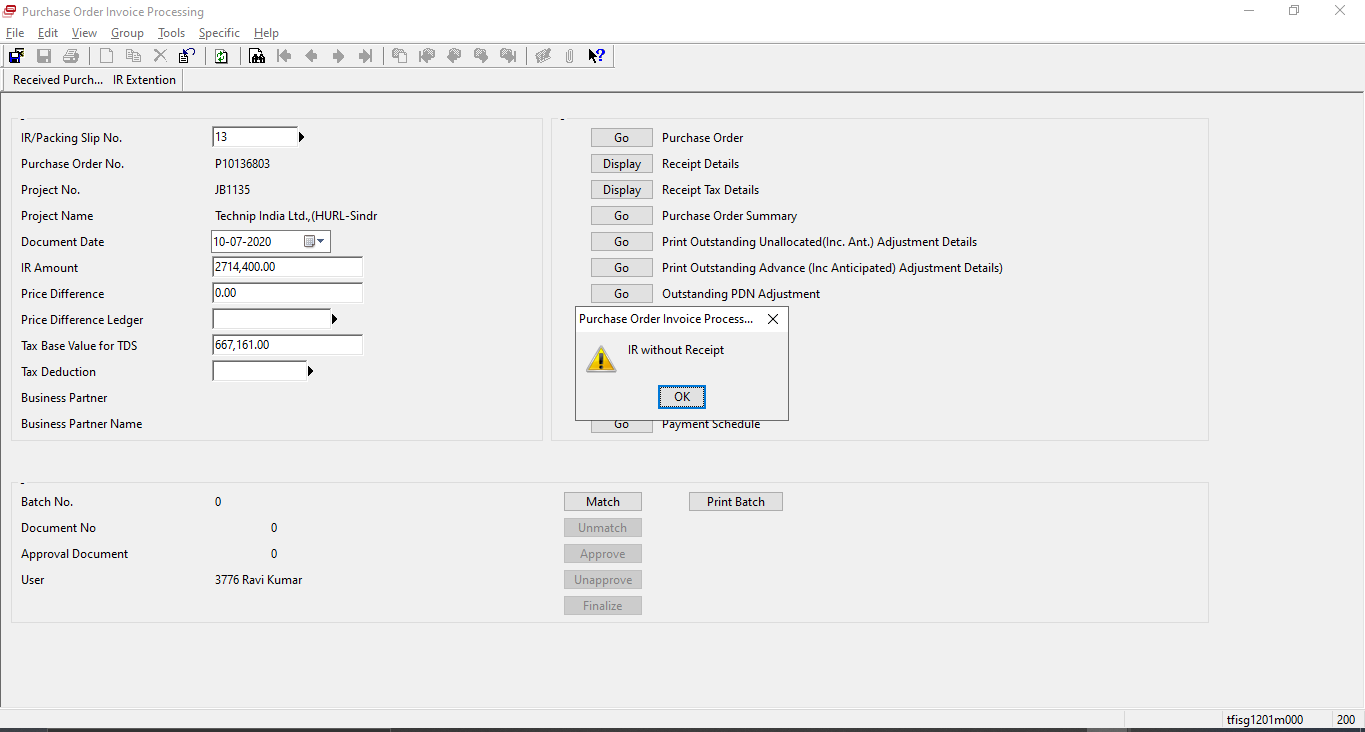 Purchase Order Invoice Processing
File Edit View Group Tools Specific Help
Received Purch... IR Extention
IR/Packing Slip No. 13
Purchase Order No. P10136803
Project No. JB1135
Project Name Technip India Ltd.,(HURL-Sindr
Document Date 10-07-2020
IR Amount 2714,400.00
Price Difference 0.00
Price Difference Ledger
Tax Base Value for TDS 667,161.00
Tax Deduction
Business Partner
Business Partner Name
Go Purchase Order
Display Receipt Details
Display Receipt Tax Details
Go Purchase Order Summary
Go Print Outstanding Unallocated(Inc. Ant.) Adjustment Details
Go Print Outstanding Advance (Inc Anticipated) Adjustment Details)
Go Outstanding PDN Adjustment
Purchase Order Invoice Process...
IR without Receipt
OK
Go Payment Schedule
Batch No. 0 Match Print Batch
Document No 0 Unmatch
Approval Document 0 Approve
User 3776 Ravi Kumar Unapprove
Finalize
tfisg1201m000 200